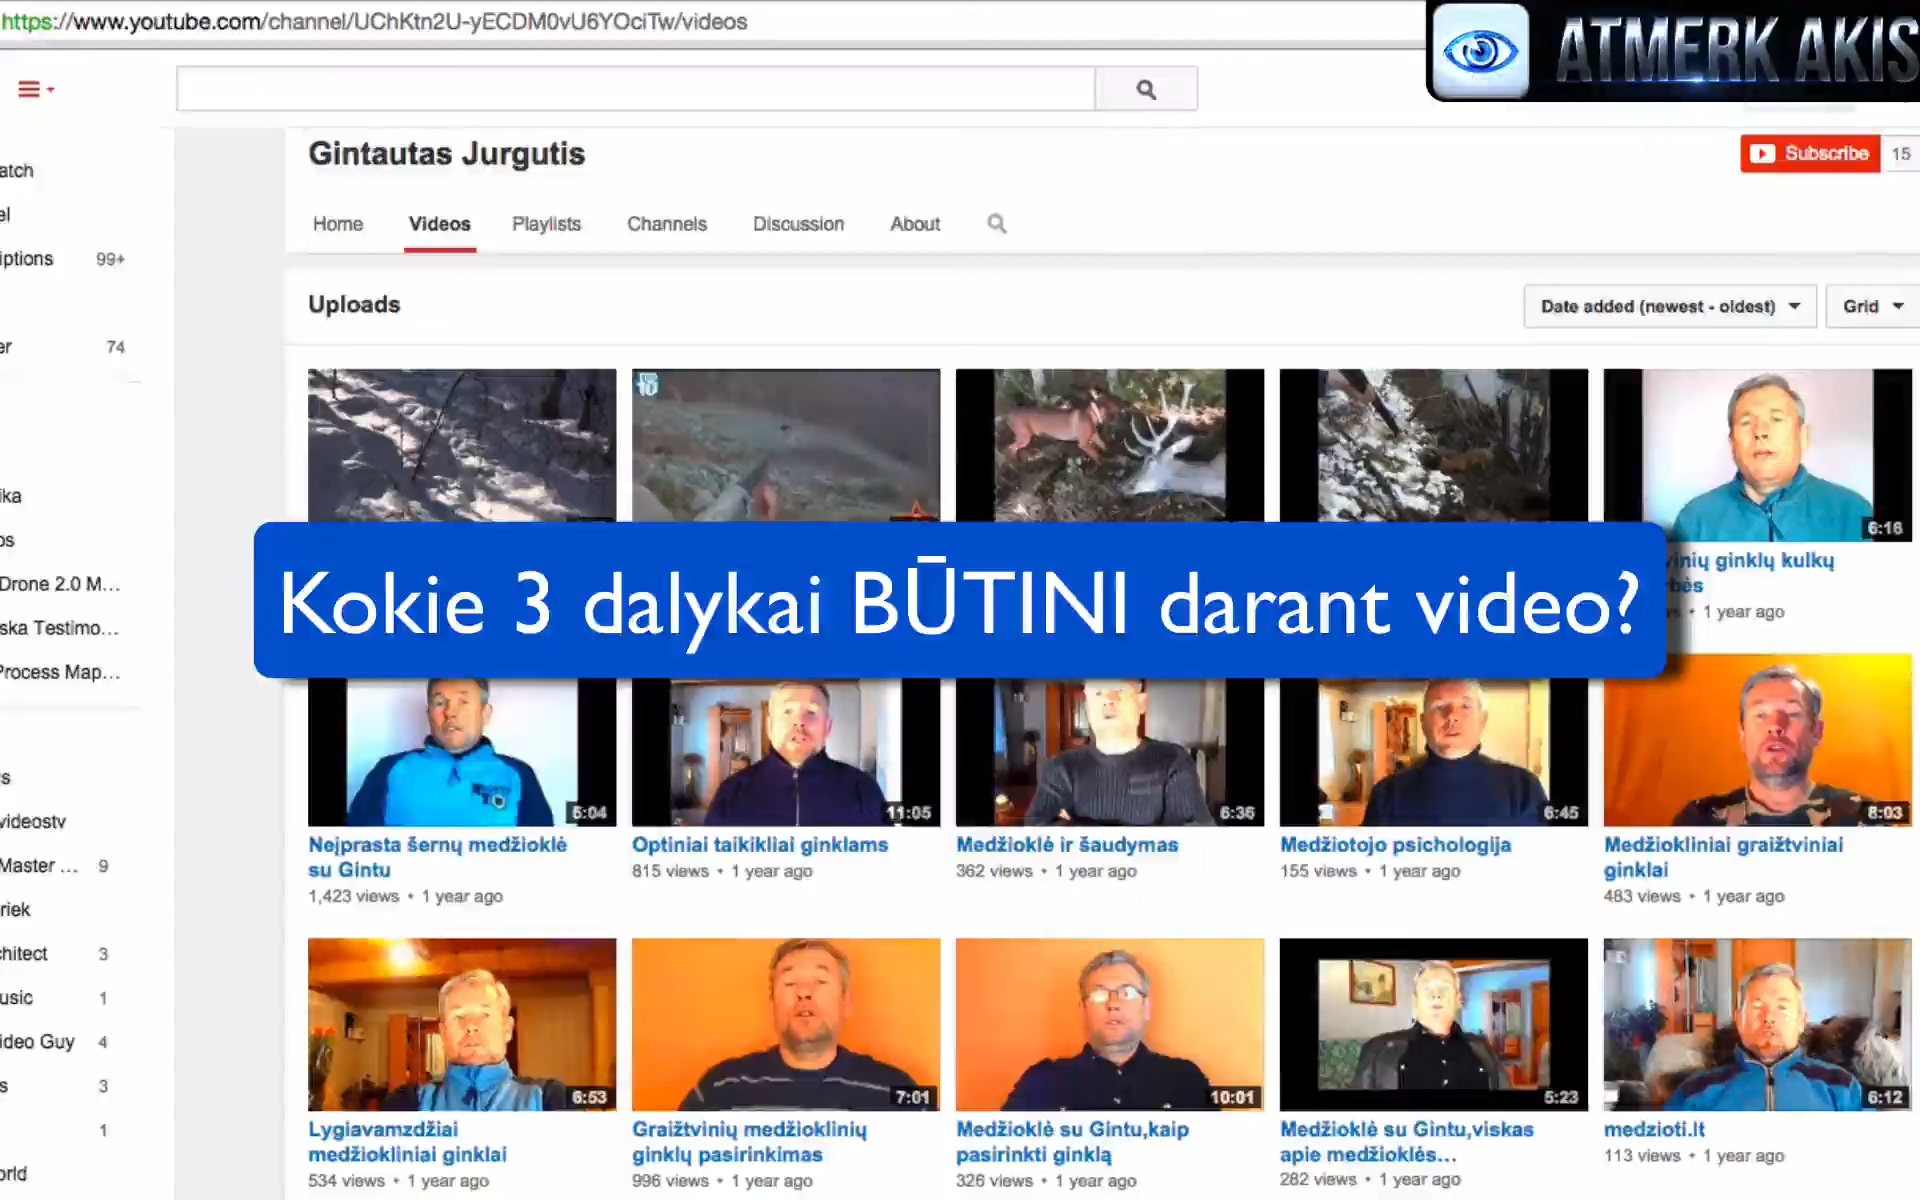 https://www.youtube.com/channel/UChKtn2U-yECDM0vU6YOciTw/videos
ATMERK AKIS
Gintautas Jurgutis
Subscribe 15
Home Videos Playlists Channels Discussion About
Uploads
Date added (newest - oldest) Grid
atch
el
iptions 99+
er 74
ika
os
Drone 2.0 M...
ska Testimo...
Process Map...
s
videostv
Master ... 9
riek
chitect 3
usic 1
ideo Guy 4
s 3
1
orld
6:16
inių ginklų kulkų
bės
1 year ago
Kokie 3 dalykai BŪTINI darant video?
5:04
11:05
6:36
6:45
8:03
Neįprasta šernų medžioklė
su Gintu
1,423 views • 1 year ago
Optiniai taikikliai ginklams
815 views • 1 year ago
Medžioklė ir šaudymas
362 views • 1 year ago
Medžiotojo psichologija
155 views • 1 year ago
Medžiokliniai graižtviniai
ginklai
483 views • 1 year ago
6:53
7:01
10:01
5:23
6:12
Lygiavamzdžiai
medžiokliniai ginklai
534 views • 1 year ago
Graižtvinių medžioklinių
ginklų pasirinkimas
996 views • 1 year ago
Medžioklė su Gintu,kaip
pasirinkti ginklą
326 views • 1 year ago
Medžioklė su Gintu,viskas
apie medžioklės...
282 views • 1 year ago
medzioti.lt
113 views • 1 year ago